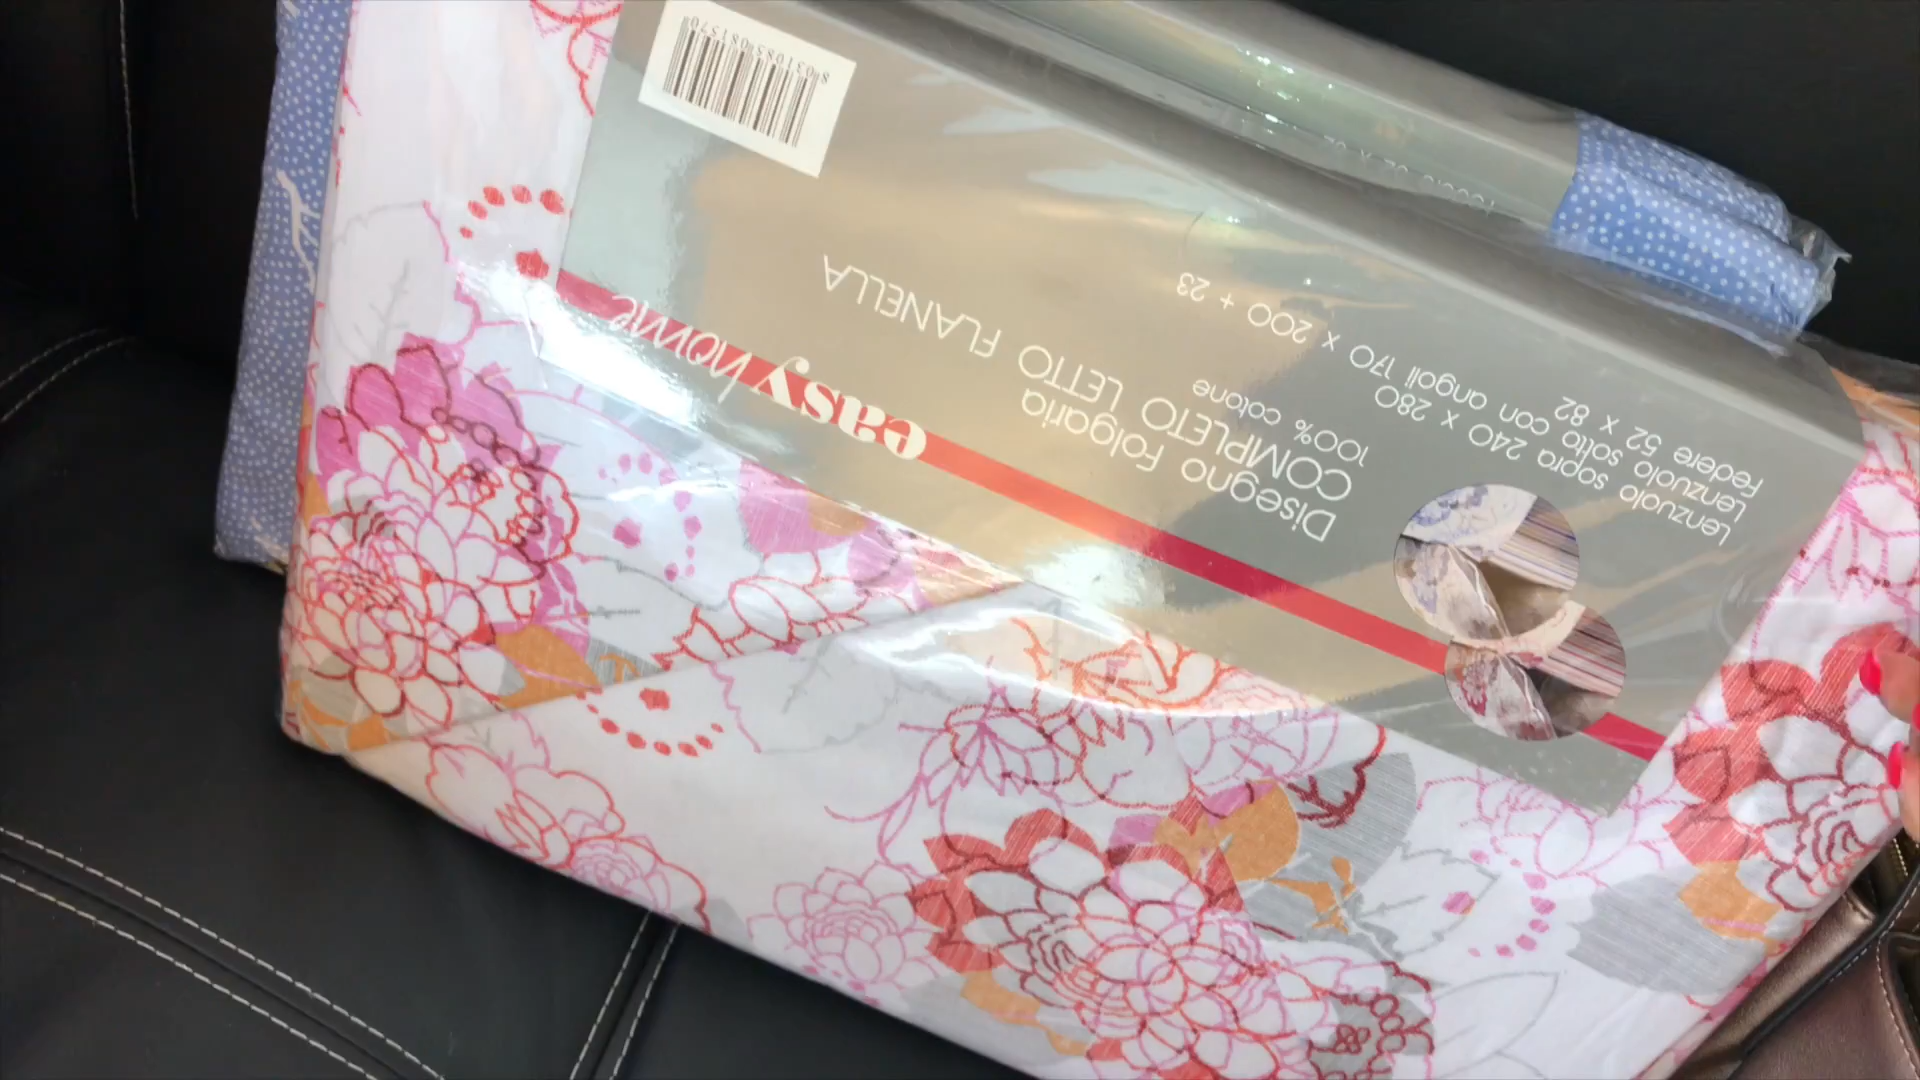 easy home
Disegno Folgaria
COMPLETO LETTO FLANELLA
100% cotone
Lenzuolo sopra 240 x 280
Lenzuolo sotto con angoli 170 x 200 + 23
Federe 52 x 82
8031085081570